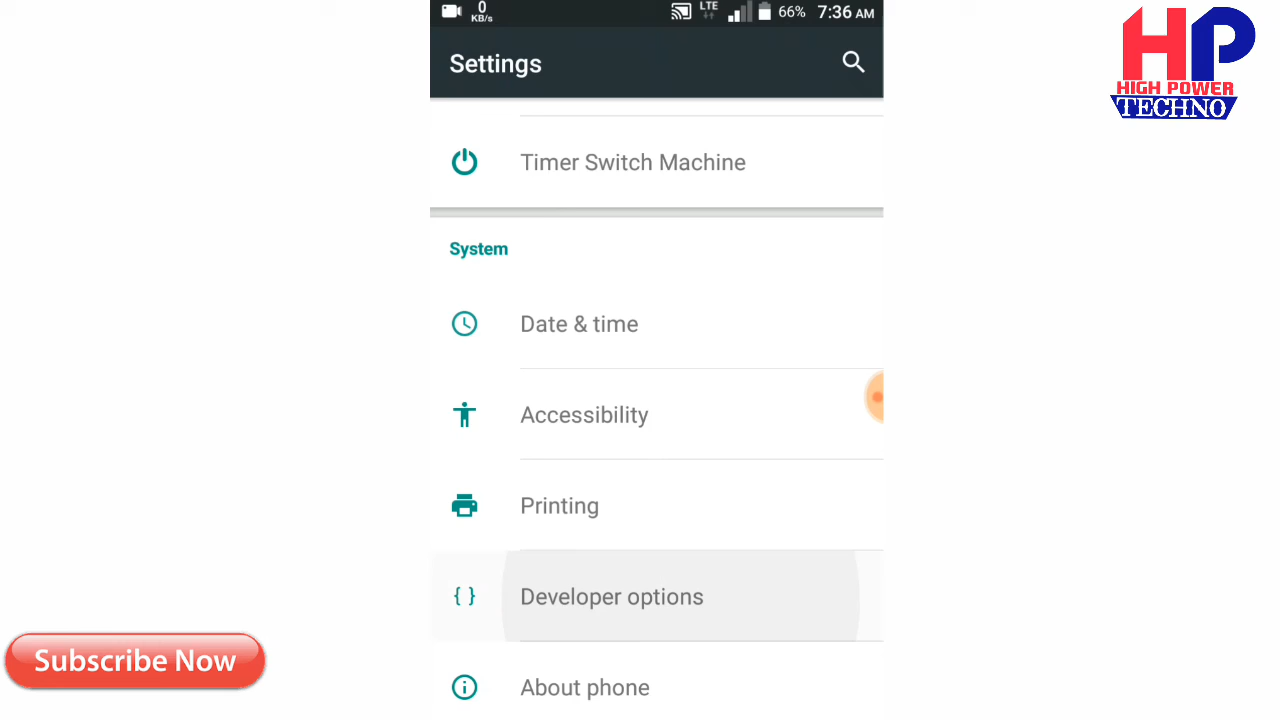 0
KB/s
LTE
66%
7:36 AM
Settings
Timer Switch Machine
System
Date & time
Accessibility
Printing
{ } Developer options
About phone
HP
HIGH POWER
TECHNO
Subscribe Now